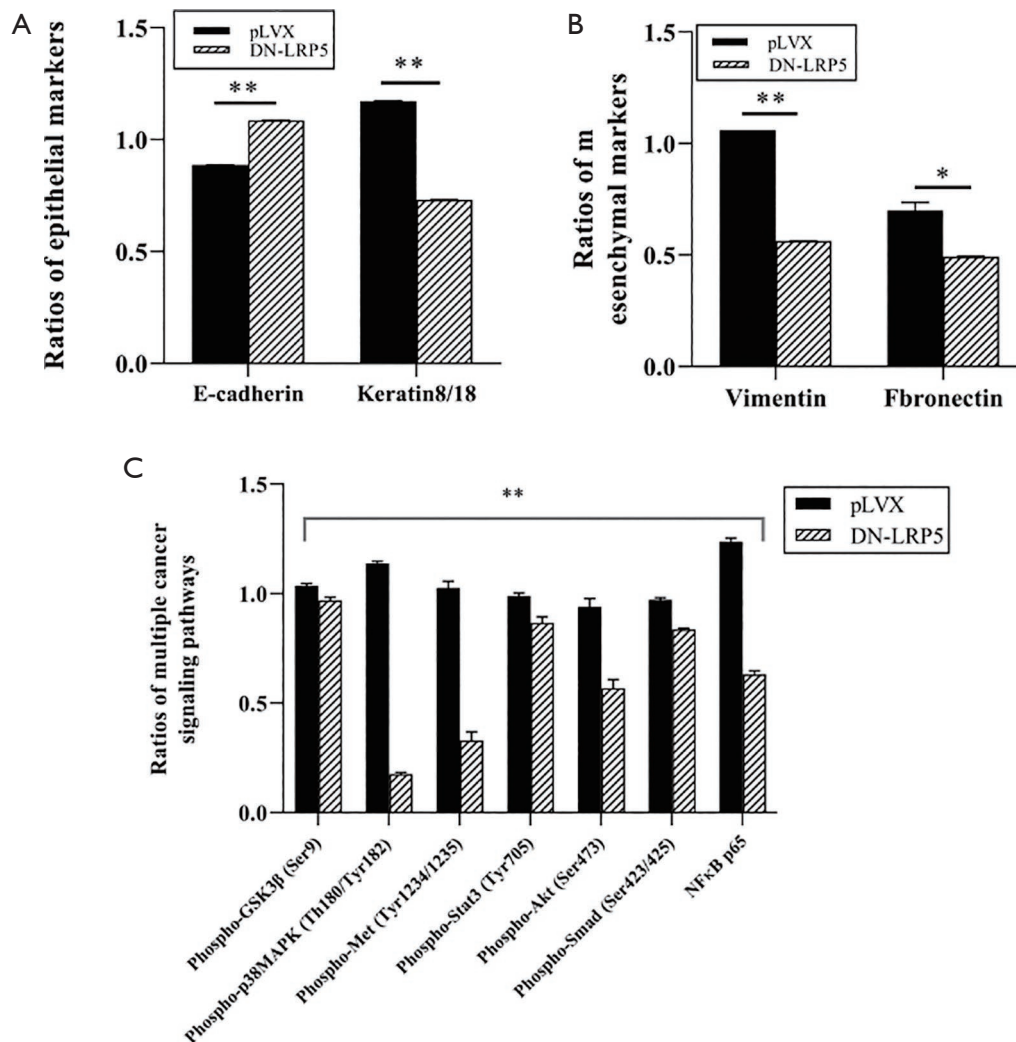 A
Ratios of epithelial markers
1.5
1.0
0.5
0.0
pLVX
DN-LRP5
**
**
E-cadherin
Keratin8/18
B
Ratios of m
esenchymal markers
1.5
1.0
0.5
0.0
pLVX
DN-LRP5
**
*
Vimentin
Fbronectin
C
Ratios of multiple cancer
signaling pathways
1.5
1.0
0.5
0.0
**
pLVX
DN-LRP5
Phospho-GSK3β (Ser9)
Phospho-p38MAPK (Th180/Tyr182)
Phospho-Met (Tyr1234/1235)
Phospho-Stat3 (Tyr705)
Phospho-Akt (Ser473)
Phospho-Smad (Ser423/425)
NFκB p65